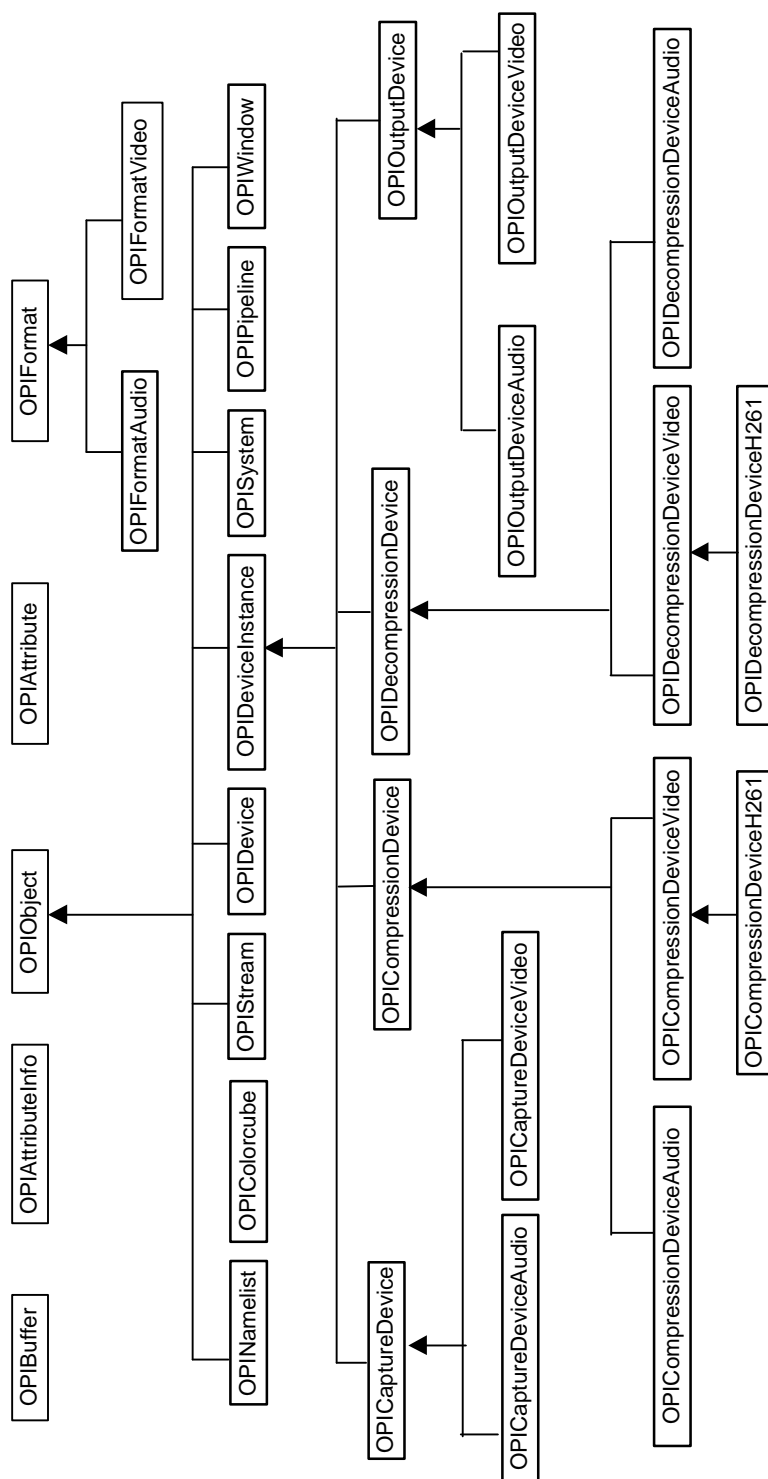 OPIBuffer
OPIAttributeInfo
OPIObject
OPIAttribute
OPIFormat
OPIFormatAudio
OPIFormatVideo
OPINamelist
OPIColorcube
OPIStream
OPIDevice
OPIDeviceInstance
OPISystem
OPIPipeline
OPIWindow
OPICaptureDevice
OPICompressionDevice
OPIDecompressionDevice
OPIOutputDevice
OPICaptureDeviceAudio
OPICaptureDeviceVideo
OPIOutputDeviceAudio
OPIOutputDeviceVideo
OPICompressionDeviceAudio
OPICompressionDeviceVideo
OPIDecompressionDeviceVideo
OPIDecompressionDeviceAudio
OPICompressionDeviceH261
OPIDecompressionDeviceH261